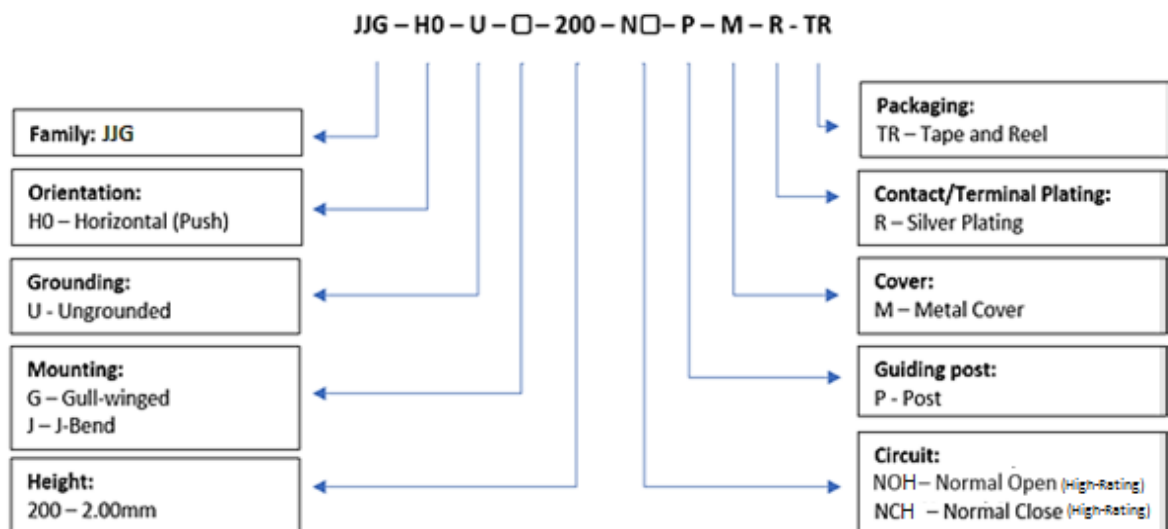 JJG – H0 – U – □ – 200 – N□ – P – M – R - TR
Family: JJG
Orientation:
H0 – Horizontal (Push)
Grounding:
U - Ungrounded
Mounting:
G – Gull-winged
J – J-Bend
Height:
200 – 2.00mm
Packaging:
TR – Tape and Reel
Contact/Terminal Plating:
R – Silver Plating
Cover:
M – Metal Cover
Guiding post:
P - Post
Circuit:
NOH – Normal Open (High-Rating)
NCH – Normal Close (High-Rating)